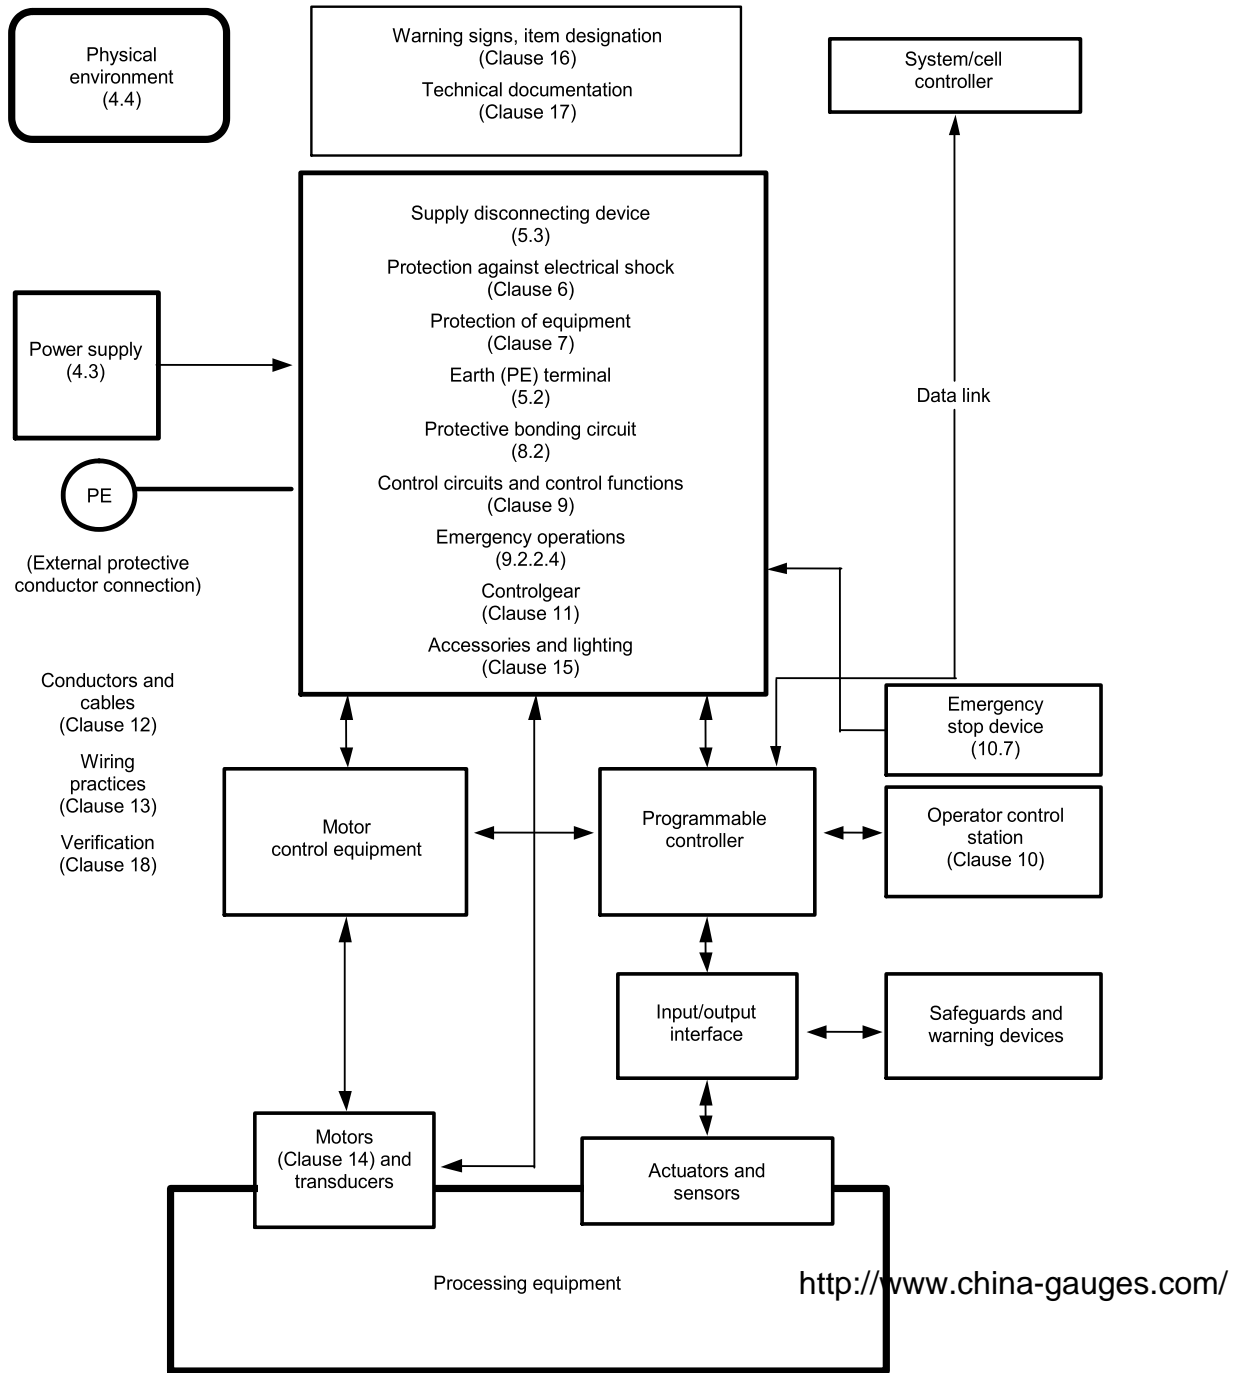 Physical
environment
(4.4)
Warning signs, item designation
(Clause 16)
Technical documentation
(Clause 17)
System/cell
controller
Supply disconnecting device
(5.3)
Protection against electrical shock
(Clause 6)
Protection of equipment
(Clause 7)
Earth (PE) terminal
(5.2)
Protective bonding circuit
(8.2)
Control circuits and control functions
(Clause 9)
Emergency operations
(9.2.2.4)
Controlgear
(Clause 11)
Accessories and lighting
(Clause 15)
Power supply
(4.3)
PE
(External protective
conductor connection)
Data link
Conductors and
cables
(Clause 12)
Wiring
practices
(Clause 13)
Verification
(Clause 18)
Emergency
stop device
(10.7)
Motor
control equipment
Programmable
controller
Operator control
station
(Clause 10)
Input/output
interface
Safeguards and
warning devices
Motors
(Clause 14) and
transducers
Actuators and
sensors
Processing equipment
http://www.china-gauges.com/